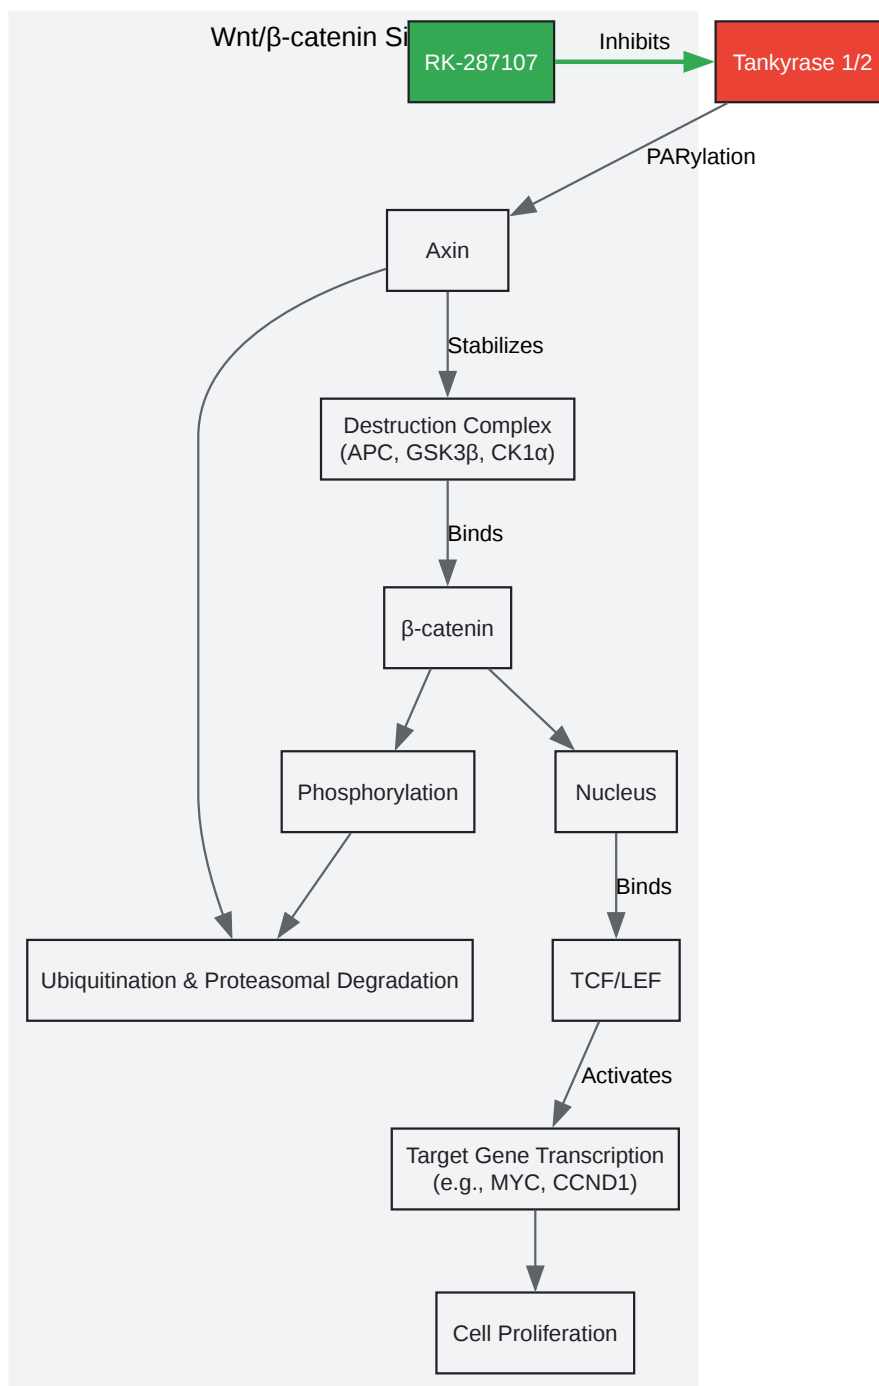 Wnt/β-catenin Si
RK-287107
Inhibits
Tankyrase 1/2
PARylation
Axin
Stabilizes
Destruction Complex
(APC, GSK3β, CK1α)
Binds
β-catenin
Phosphorylation
Nucleus
Binds
Ubiquitination & Proteasomal Degradation
TCF/LEF
Activates
Target Gene Transcription
(e.g., MYC, CCND1)
Cell Proliferation